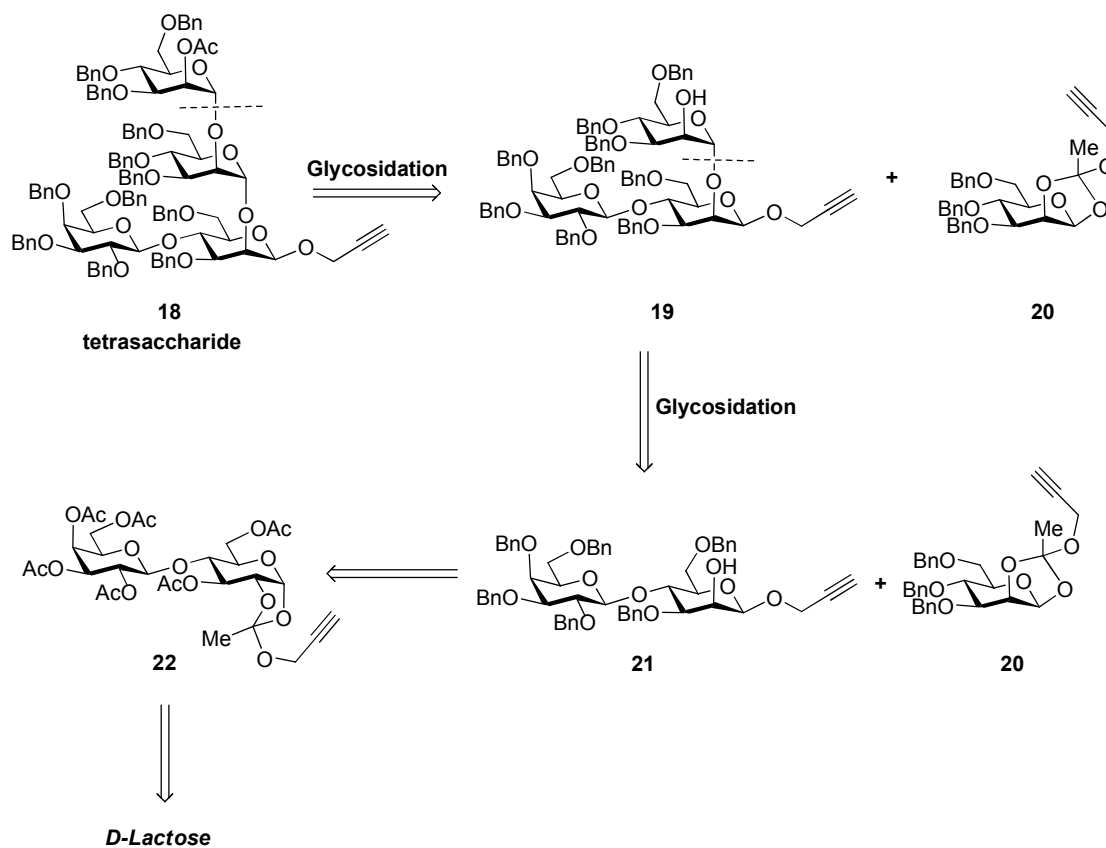 OBn
OAc
BnO O
BnO
O
BnO
BnO O
BnO
O
BnO OBn BnO
O O O O
BnO BnO
BnO
18
tetrasaccharide
Glycosidation
OBn
OH
BnO O
BnO
O
BnO OBn BnO
O O O O
BnO BnO
BnO
19
+
Me
O O
BnO O
BnO O
BnO
20
Glycosidation
OAc OAc OAc
O O O
AcO AcO
OAc O
O
Me
O
22
BnO OBn OBn
OH
O O O O
BnO BnO
BnO
21
+
Me O
BnO O
BnO O O
BnO
20
D-Lactose